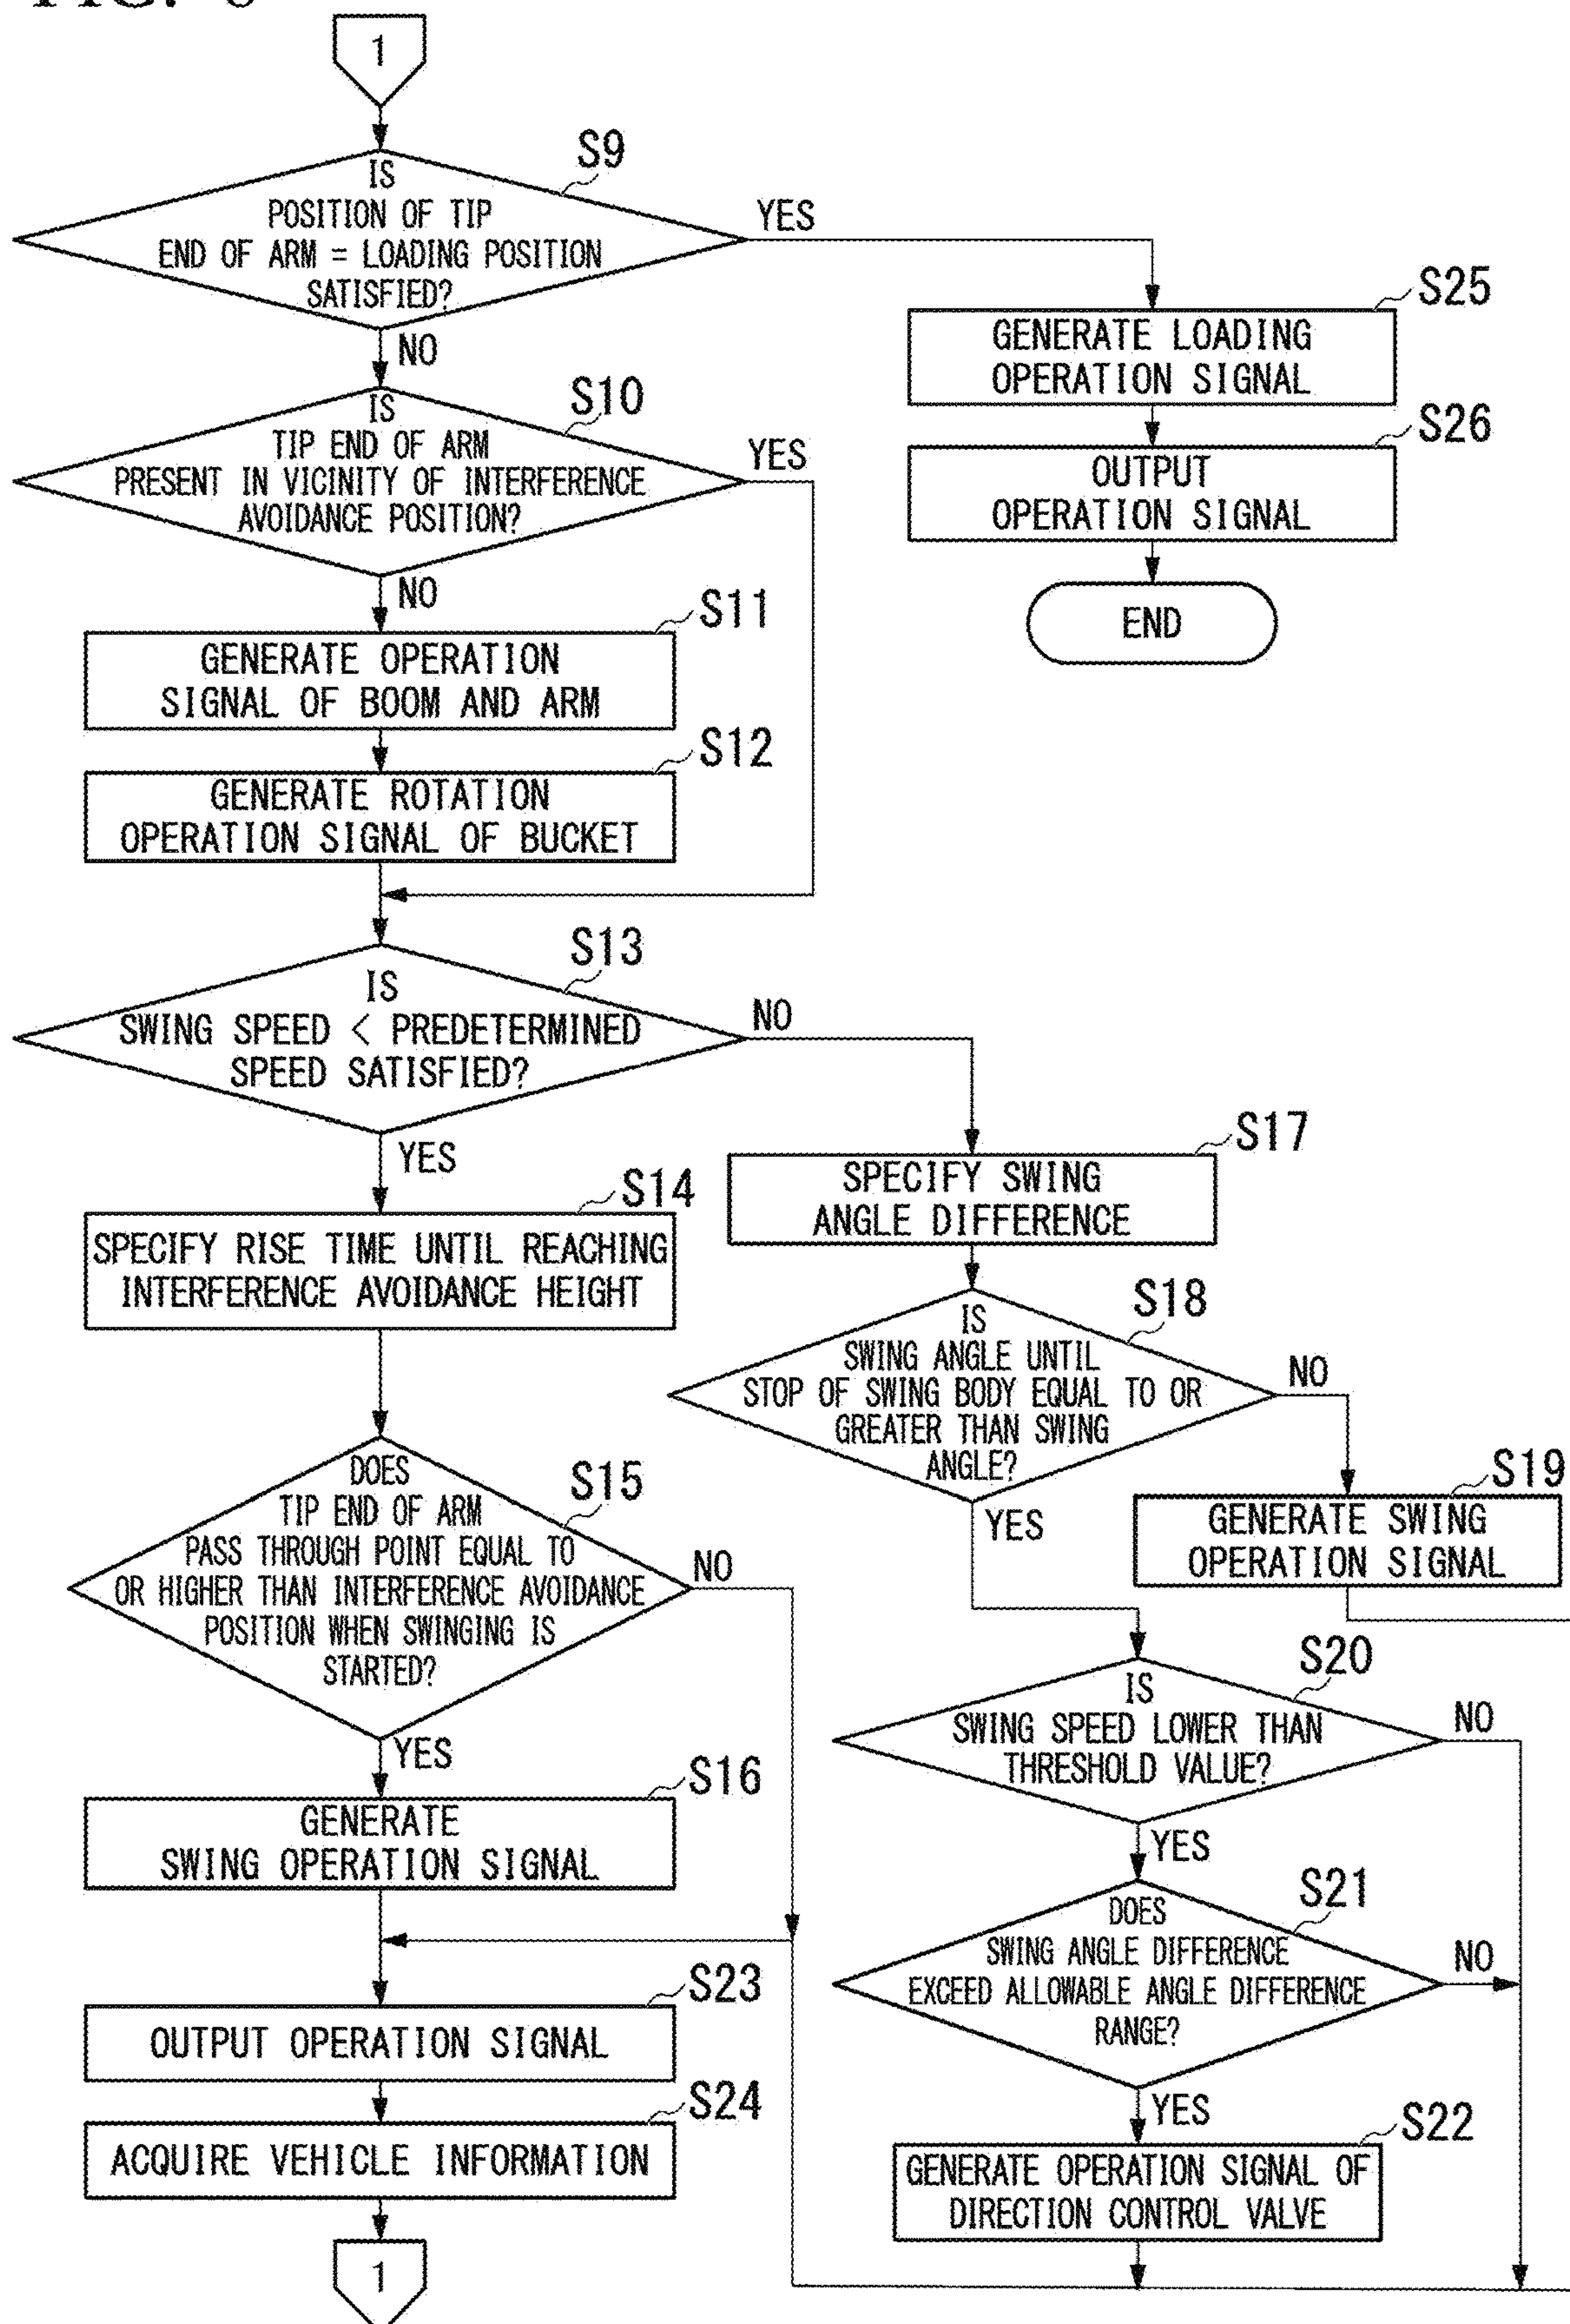 1
S9
IS
POSITION OF TIP
END OF ARM = LOADING POSITION
SATISFIED?
YES
NO
S25
GENERATE LOADING
OPERATION SIGNAL
S26
OUTPUT
OPERATION SIGNAL
END
S10
IS
TIP END OF ARM
PRESENT IN VICINITY OF INTERFERENCE
AVOIDANCE POSITION?
YES
NO
S11
GENERATE OPERATION
SIGNAL OF BOOM AND ARM
S12
GENERATE ROTATION
OPERATION SIGNAL OF BUCKET
S13
IS
SWING SPEED < PREDETERMINED
SPEED SATISFIED?
NO
YES
S14
SPECIFY RISE TIME UNTIL REACHING
INTERFERENCE AVOIDANCE HEIGHT
S15
DOES
TIP END OF ARM
PASS THROUGH POINT EQUAL TO
OR HIGHER THAN INTERFERENCE AVOIDANCE
POSITION WHEN SWINGING IS
STARTED?
NO
YES
S16
GENERATE
SWING OPERATION SIGNAL
S17
SPECIFY SWING
ANGLE DIFFERENCE
S18
IS
SWING ANGLE UNTIL
STOP OF SWING BODY EQUAL TO OR
GREATER THAN SWING
ANGLE?
NO
YES
S19
GENERATE SWING
OPERATION SIGNAL
S20
IS
SWING SPEED LOWER THAN
THRESHOLD VALUE?
NO
YES
S21
DOES
SWING ANGLE DIFFERENCE
EXCEED ALLOWABLE ANGLE DIFFERENCE
RANGE?
NO
YES
S22
GENERATE OPERATION SIGNAL OF
DIRECTION CONTROL VALVE
S23
OUTPUT OPERATION SIGNAL
S24
ACQUIRE VEHICLE INFORMATION
1